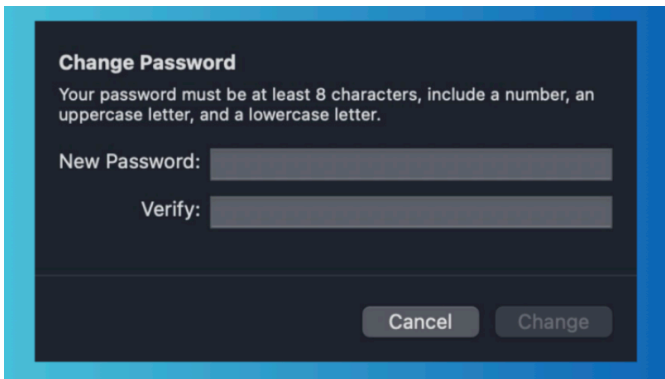 Change Password
Your password must be at least 8 characters, include a number, an
uppercase letter, and a lowercase letter.
New Password:
Verify:
Cancel Change